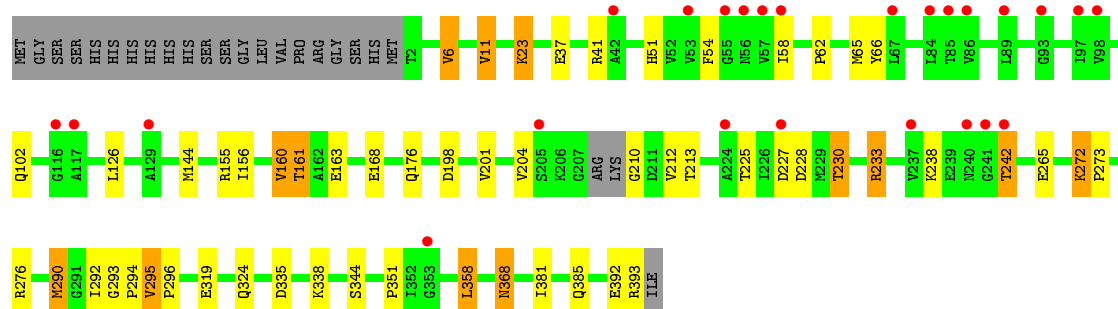 MET GLY SER SER HIS HIS HIS HIS HIS HIS SER SER GLY LEU VAL PRO ARG GLY SER HIS MET T2 V6 V11 K23 E37 R41 A42 H51 V52 V53 F54 G55 N56 V57 I58 P62 M65 Y66 L67 L84 T85 V86 L89 G93 I97 V98
Q102 G116 A117 L126 A129 M144 R155 I156 V160 T161 A162 E163 E168 Q176 D198 V201 V204 S205 K206 G207 ARG LYS G210 D211 V212 T213 A224 T225 I226 D227 D228 M229 T230 R233 V237 K238 E239 N240 G241 T242 E265 K272 P273
R276 M290 G291 I292 G293 P294 V295 P296 E319 Q324 D335 K338 S344 P351 I352 G353 L358 N368 I381 Q385 E392 R393 ILE